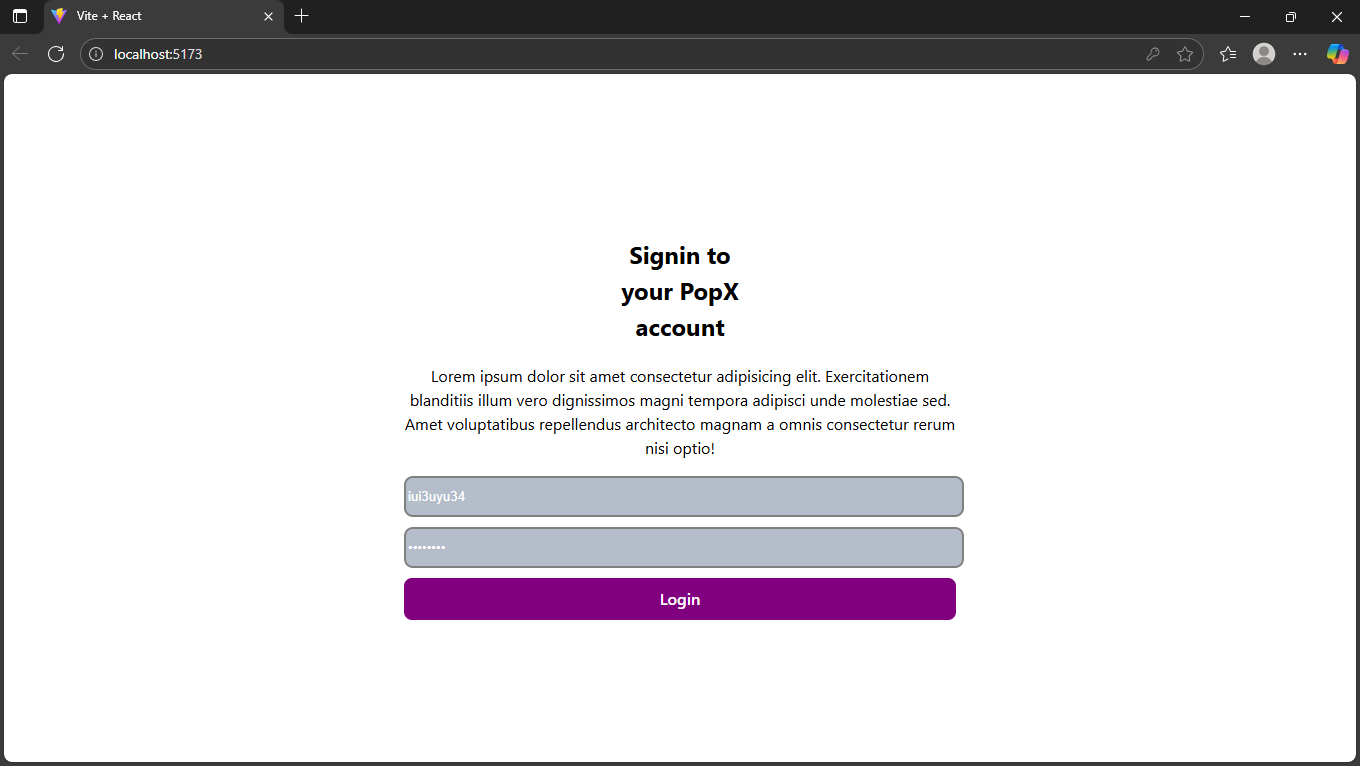 Vite + React
localhost:5173
Signin to
your PopX
account
Lorem ipsum dolor sit amet consectetur adipisicing elit. Exercitationem
blanditiis illum vero dignissimos magni tempora adipisci unde molestiae sed.
Amet voluptatibus repellendus architecto magnam a omnis consectetur rerum
nisi optio!
iui3uyu34
••••••••
Login